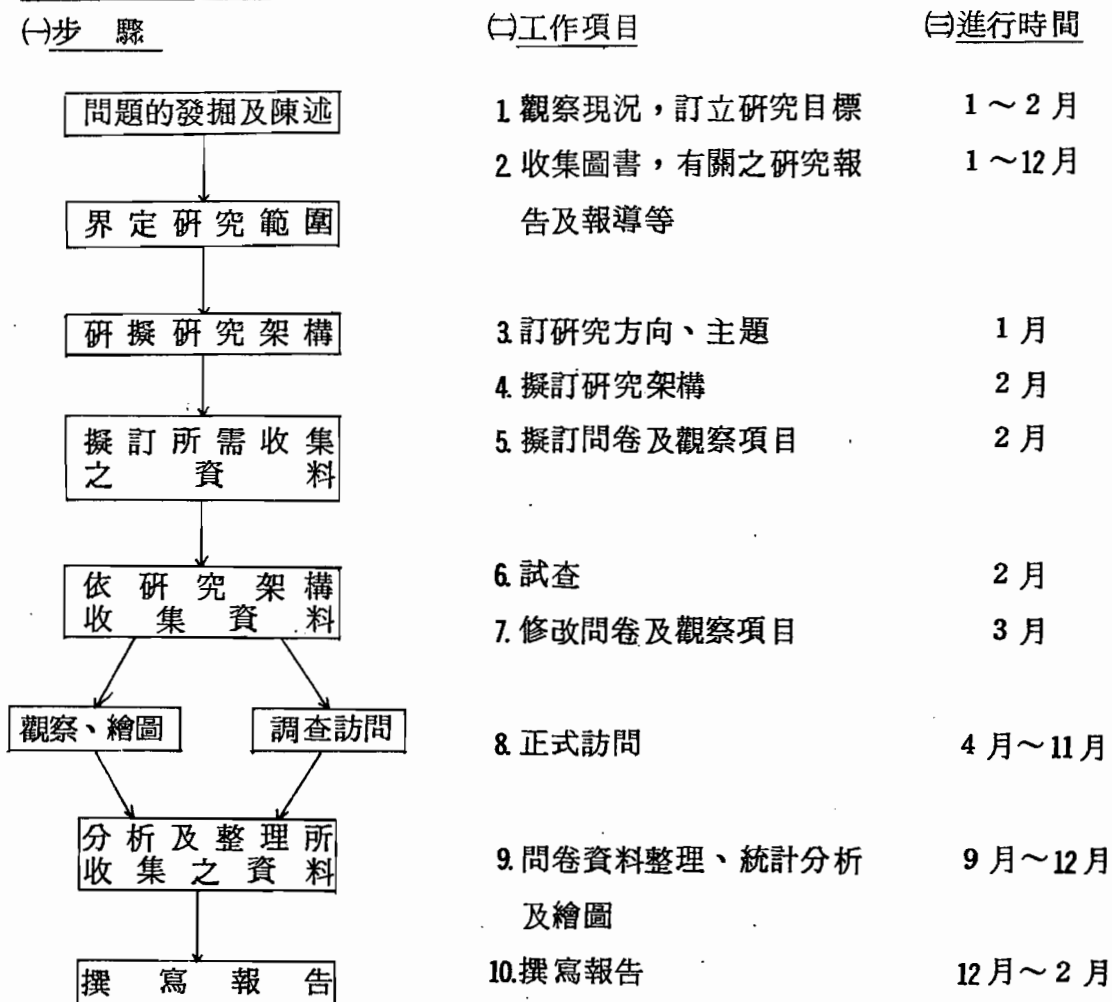 ㈠步驟 ㈡工作項目 ㈢進行時間
問題的發掘及陳述 1. 觀察現況，訂立研究目標 1～2月
2. 收集圖書，有關之研究報 1～12月
界定研究範圍 告及報導等
研擬研究架構 3. 訂研究方向、主題 1月
4. 擬訂研究架構 2月
擬訂所需收集 5. 擬訂問卷及觀察項目 2月
之資料
依研究架構 6. 試查 2月
收集資料 7. 修改問卷及觀察項目 3月
觀察、繪圖 調查訪問 8. 正式訪問 4月～11月
分析及整理所
收集之資料 9. 問卷資料整理、統計分析 9月～12月
及繪圖
撰寫報告 10. 撰寫報告 12月～2月